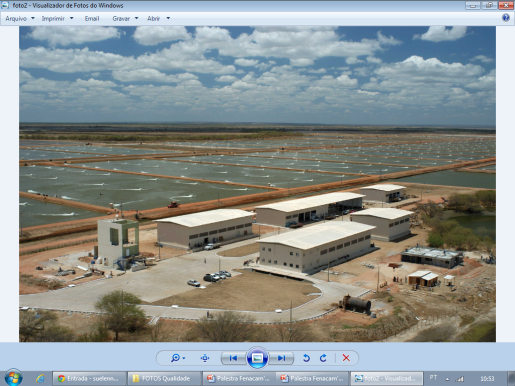 foto2 - Visualizador de Fotos do Windows
Arquivo Imprimir Email Gravar Abrir
Entrada - sueleno...
FOTOS Qualidade
Palestra Fenacam'...
Palestra Fenacam'...
foto2 - Visualizad...
PT
10:53